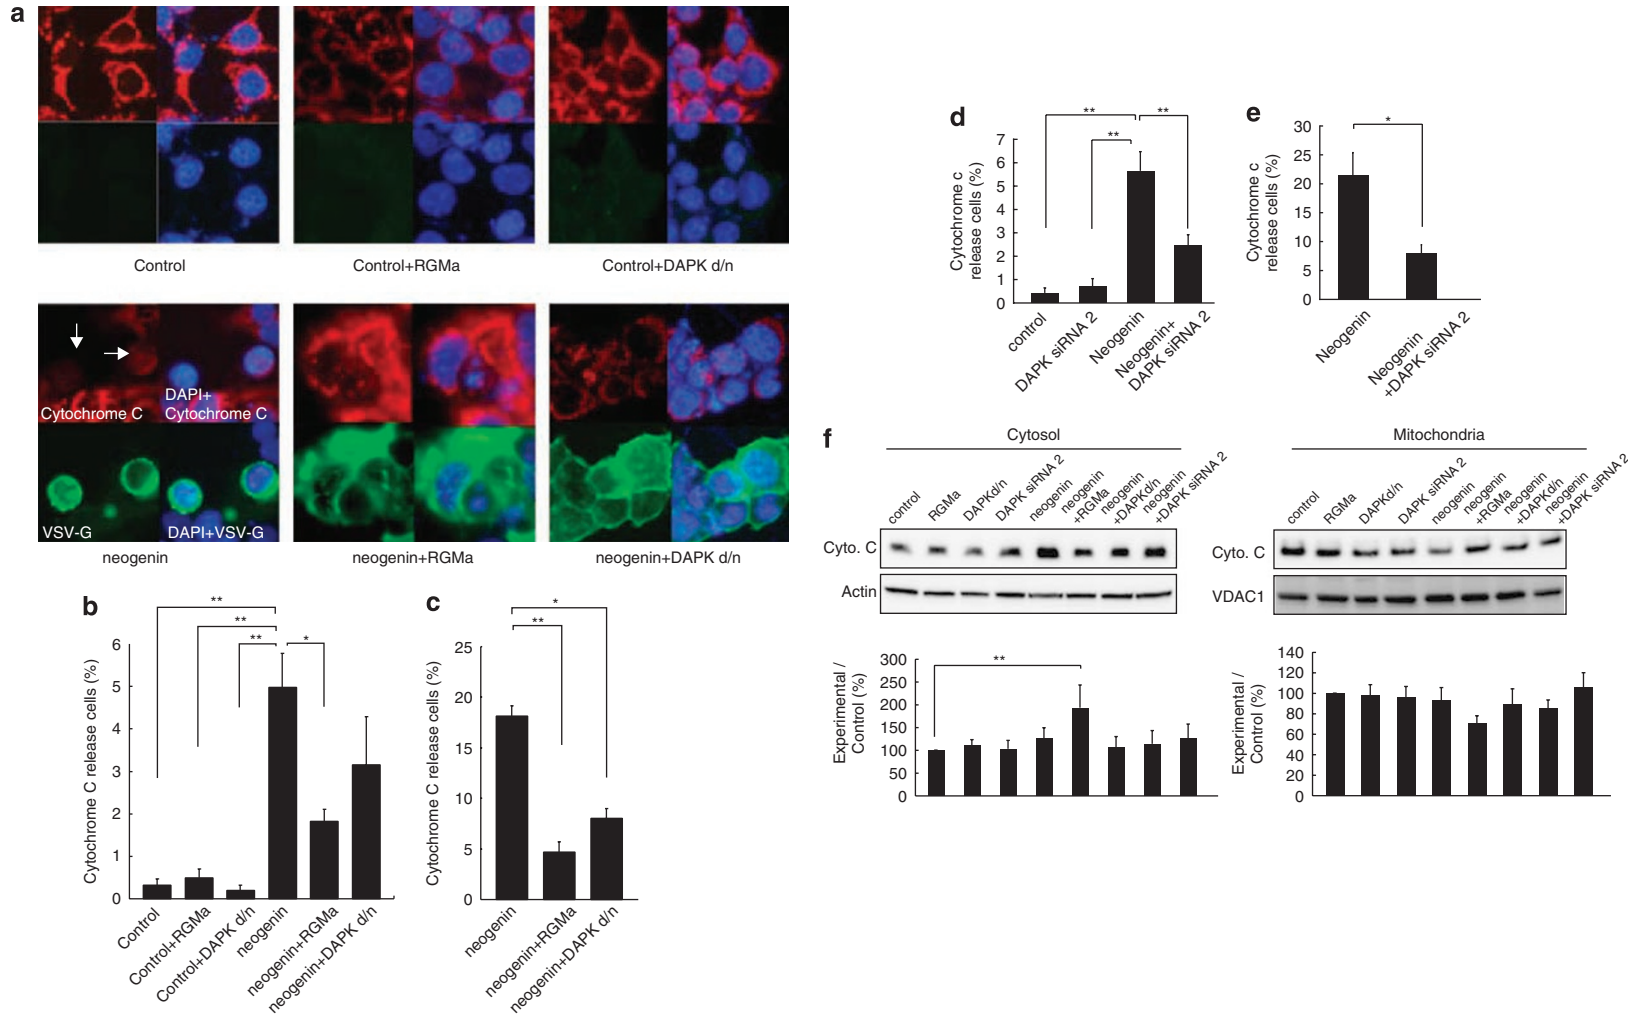 a
Control
Control+RGMa
Control+DAPK d/n
Cytochrome C
DAPI+
Cytochrome C
VSV-G
DAPI+VSV-G
neogenin
neogenin+RGMa
neogenin+DAPK d/n
b
Cytochrome C release cells (%)
6
5
4
3
2
1
0
**
**
**
*
Control
Control+RGMa
Control+DAPK d/n
neogenin
neogenin+RGMa
neogenin+DAPK d/n
c
Cytochrome C release cells (%)
25
20
15
10
5
0
*
**
neogenin
neogenin+RGMa
neogenin+DAPK d/n
d
Cytochrome c
release cells (%)
7
6
5
4
3
2
1
0
**
**
**
control
DAPK siRNA 2
Neogenin
Neogenin+
DAPK siRNA 2
e
Cytochrome c
release cells (%)
30
25
20
15
10
5
0
*
Neogenin
Neogenin
+DAPK siRNA 2
f
Cytosol
control
RGMa
DAPKd/n
DAPK siRNA 2
neogenin
neogenin
+RGMa
neogenin
+DAPKd/n
neogenin
+DAPK siRNA 2
Cyto. C
Actin
Experimental /
Control (%)
300
250
200
150
100
50
0
**
Mitochondria
control
RGMa
DAPKd/n
DAPK siRNA 2
neogenin
neogenin
+RGMa
neogenin
+DAPKd/n
neogenin
+DAPK siRNA 2
Cyto. C
VDAC1
Experimental /
Control (%)
140
120
100
80
60
40
20
0